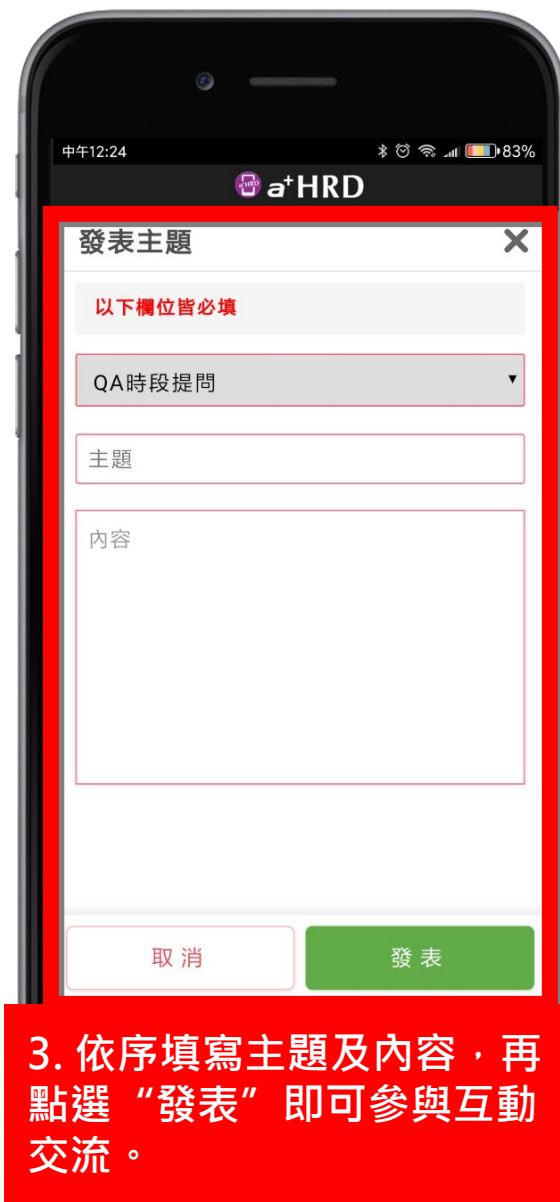 中午12:24 83%
a+HRD
發表主題
以下欄位皆必填
QA時段提問
主題
內容
取消 發表
3. 依序填寫主題及內容，再
點選“發表”即可參與互動
交流。